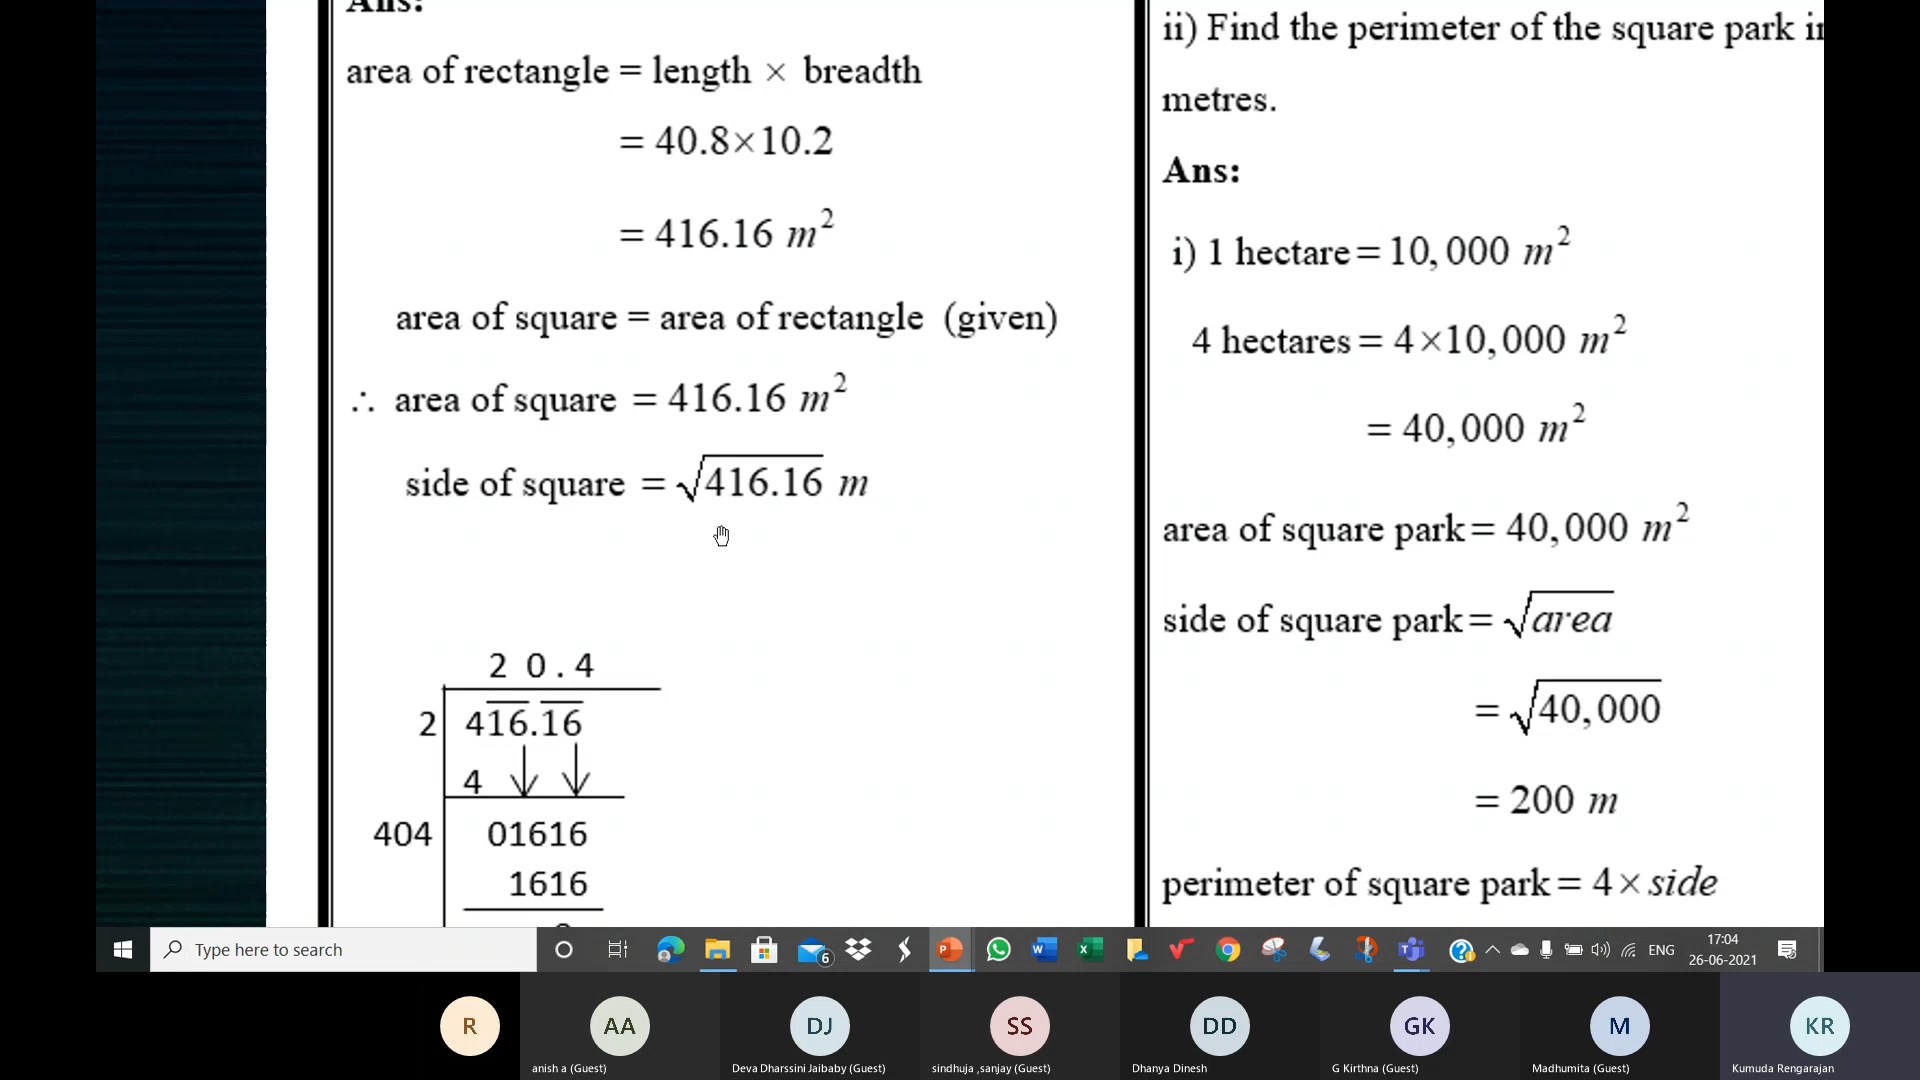 Ans:
area of rectangle = length × breadth
= 40.8×10.2
= 416.16 m²
area of square = area of rectangle (given)
∴ area of square = 416.16 m²
side of square = √416.16 m
2 0 . 4
2 416.16
4
404 01616
1616
ii) Find the perimeter of the square park in
metres.
Ans:
i) 1 hectare = 10,000 m²
4 hectares = 4×10,000 m²
= 40,000 m²
area of square park = 40,000 m²
side of square park = √area
= √40,000
= 200 m
perimeter of square park = 4 × side
Type here to search
6
ENG
17:04
26-06-2021
R
AA
DJ
SS
DD
GK
M
KR
anish a (Guest)
Deva Dharssini Jaibaby (Guest)
sindhuja ,sanjay (Guest)
Dhanya Dinesh
G Kirthna (Guest)
Madhumita (Guest)
Kumuda Rengarajan